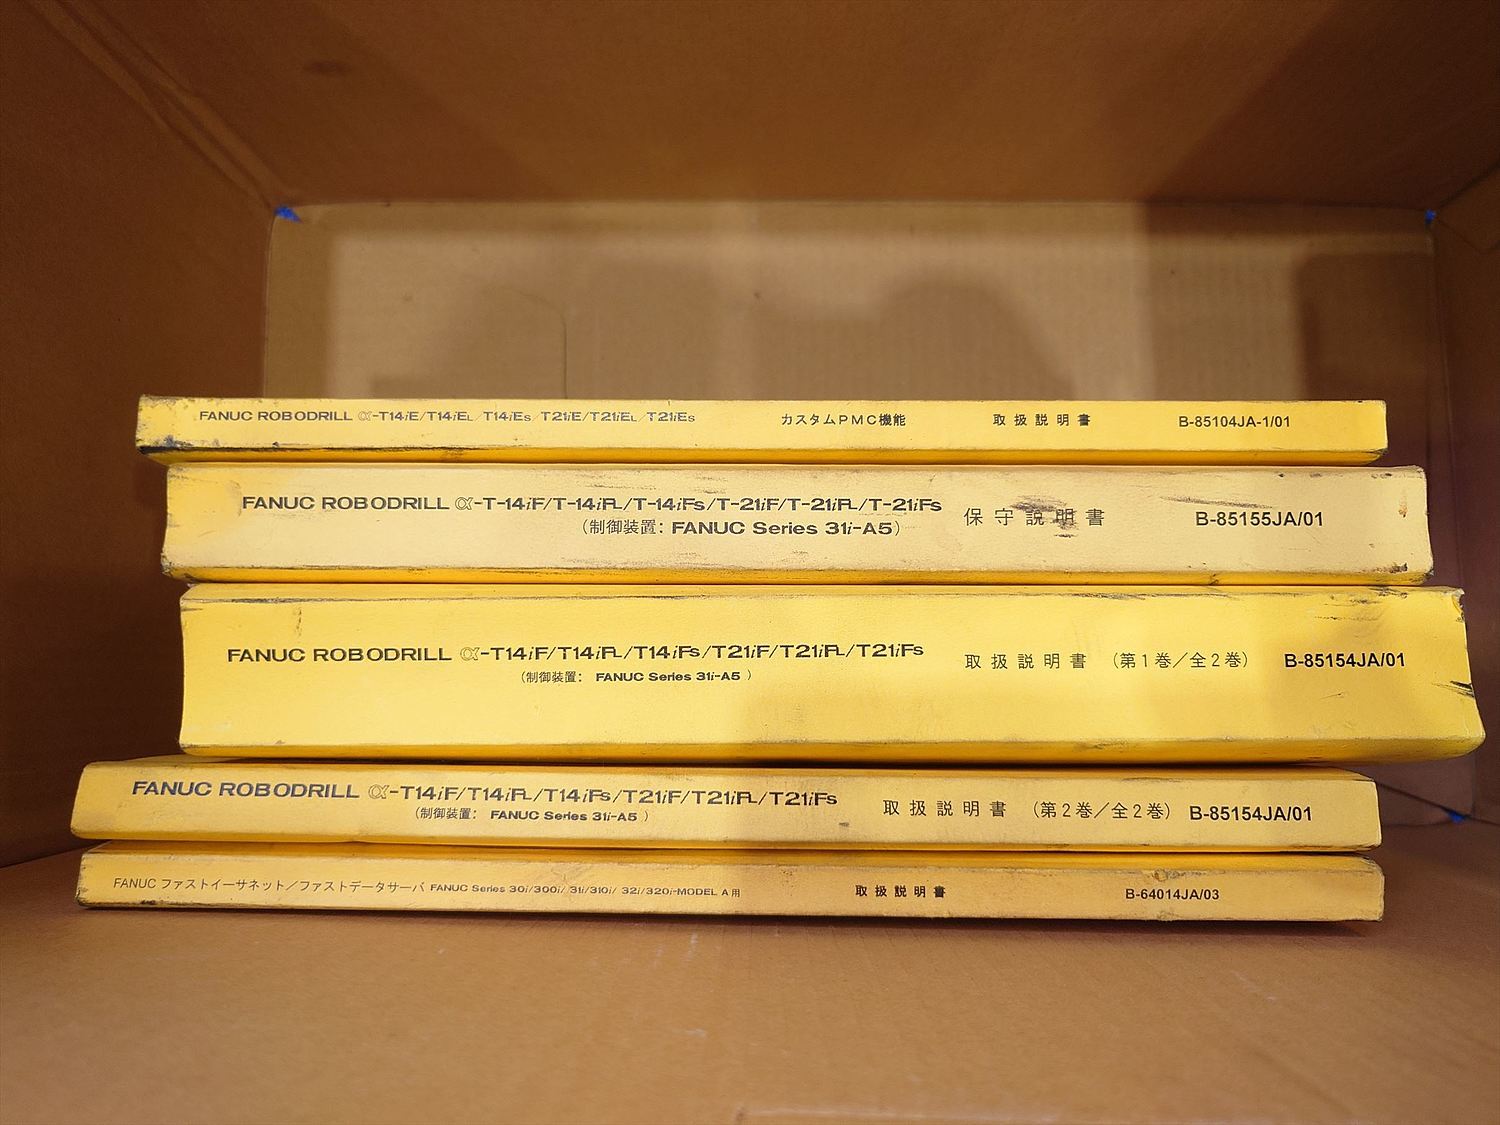 FANUC ROBODRILL α-T14iE/T14iEL/T14iEs/T21iE/T21iEL/T21iEs カスタムPMC機能 取扱説明書 B-85104JA-1/01
FANUC ROBODRILL α-T-14iF/T-14iFL/T-14iFs/T-21iF/T-21iFL/T-21iFs 保守説明書 B-85155JA/01
(制御装置: FANUC Series 31i-A5)
FANUC ROBODRILL α-T14iF/T14iFL/T14iFs/T21iF/T21iFL/T21iFs 取扱説明書 (第1巻/全2巻) B-85154JA/01
(制御装置: FANUC Series 31i-A5 )
FANUC ROBODRILL α-T14iF/T14iFL/T14iFs/T21iF/T21iFL/T21iFs 取扱説明書 (第2巻/全2巻) B-85154JA/01
(制御装置: FANUC Series 31i-A5 )
FANUC ファストイーサネット/ファストデータサーバ FANUC Series 30i/300i/ 31i/310i/ 32i/320i-MODEL A用 取扱説明書 B-64014JA/03